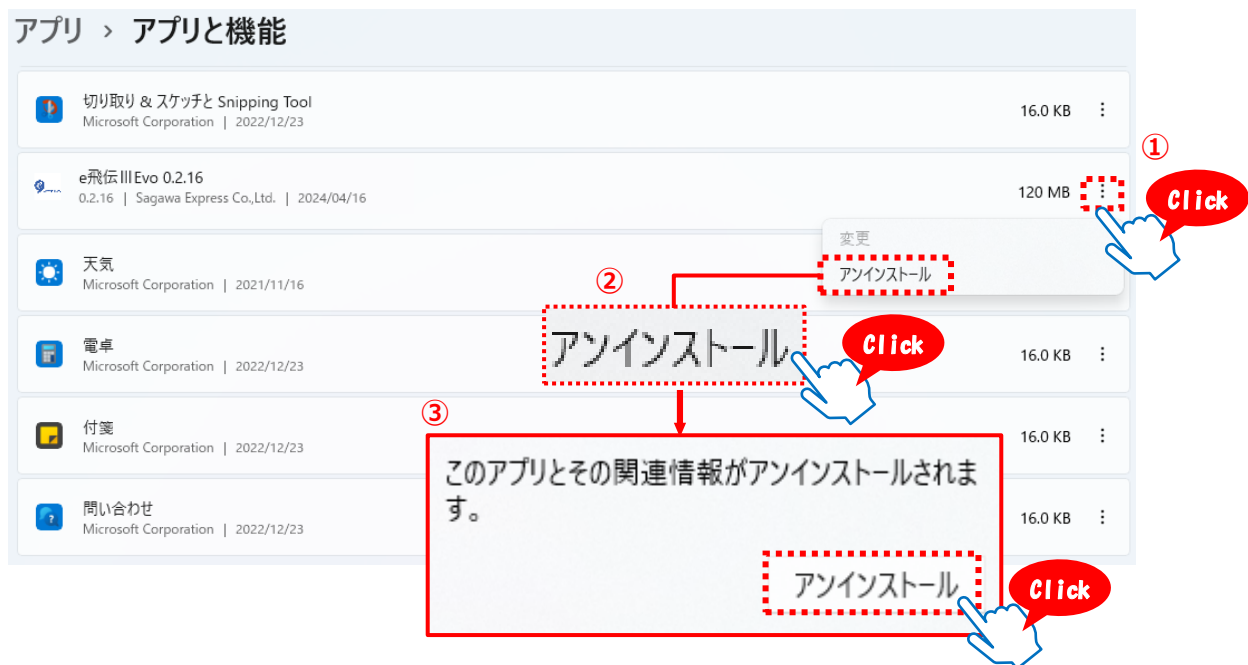 アプリ › アプリと機能
切り取り & スケッチと Snipping Tool
Microsoft Corporation | 2022/12/23
16.0 KB
①
e飛伝ⅢEvo 0.2.16
0.2.16 | Sagawa Express Co.,Ltd. | 2024/04/16
120 MB
Click
変更
アンインストール
天気
Microsoft Corporation | 2021/11/16
②
アンインストール
Click
電卓
Microsoft Corporation | 2022/12/23
16.0 KB
③
付箋
Microsoft Corporation | 2022/12/23
16.0 KB
このアプリとその関連情報がアンインストールされま
す。
問い合わせ
Microsoft Corporation | 2022/12/23
16.0 KB
アンインストール
Click